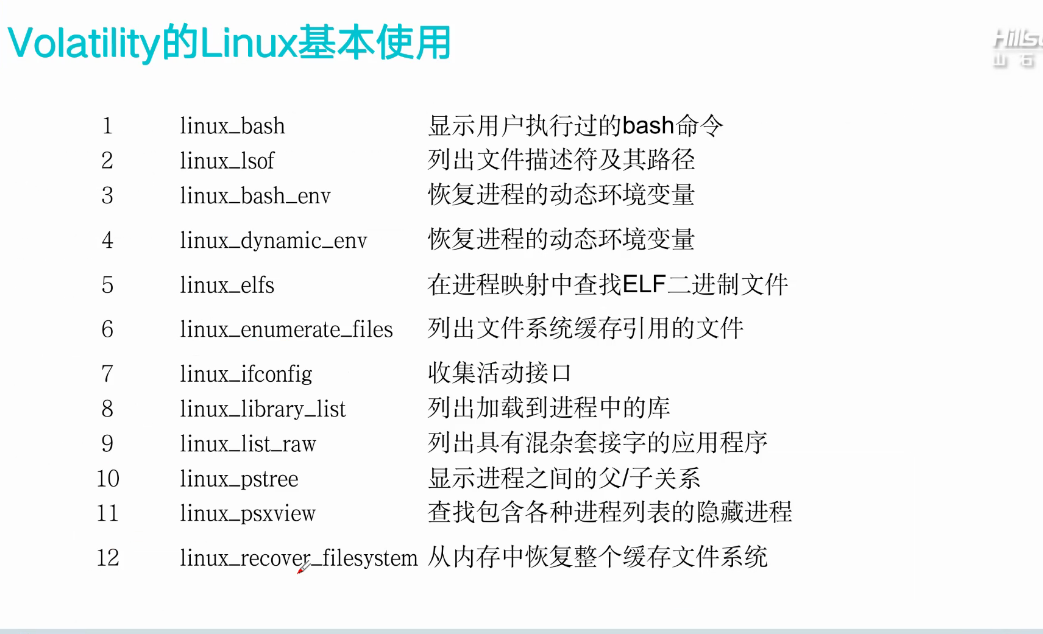 Volatility的Linux基本使用
Hills
山石
1 linux_bash 显示用户执行过的bash命令
2 linux_lsof 列出文件描述符及其路径
3 linux_bash_env 恢复进程的动态环境变量
4 linux_dynamic_env 恢复进程的动态环境变量
5 linux_elfs 在进程映射中查找ELF二进制文件
6 linux_enumerate_files 列出文件系统缓存引用的文件
7 linux_ifconfig 收集活动接口
8 linux_library_list 列出加载到进程中的库
9 linux_list_raw 列出具有混杂套接字的应用程序
10 linux_pstree 显示进程之间的父/子关系
11 linux_psxview 查找包含各种进程列表的隐藏进程
12 linux_recover_filesystem 从内存中恢复整个缓存文件系统